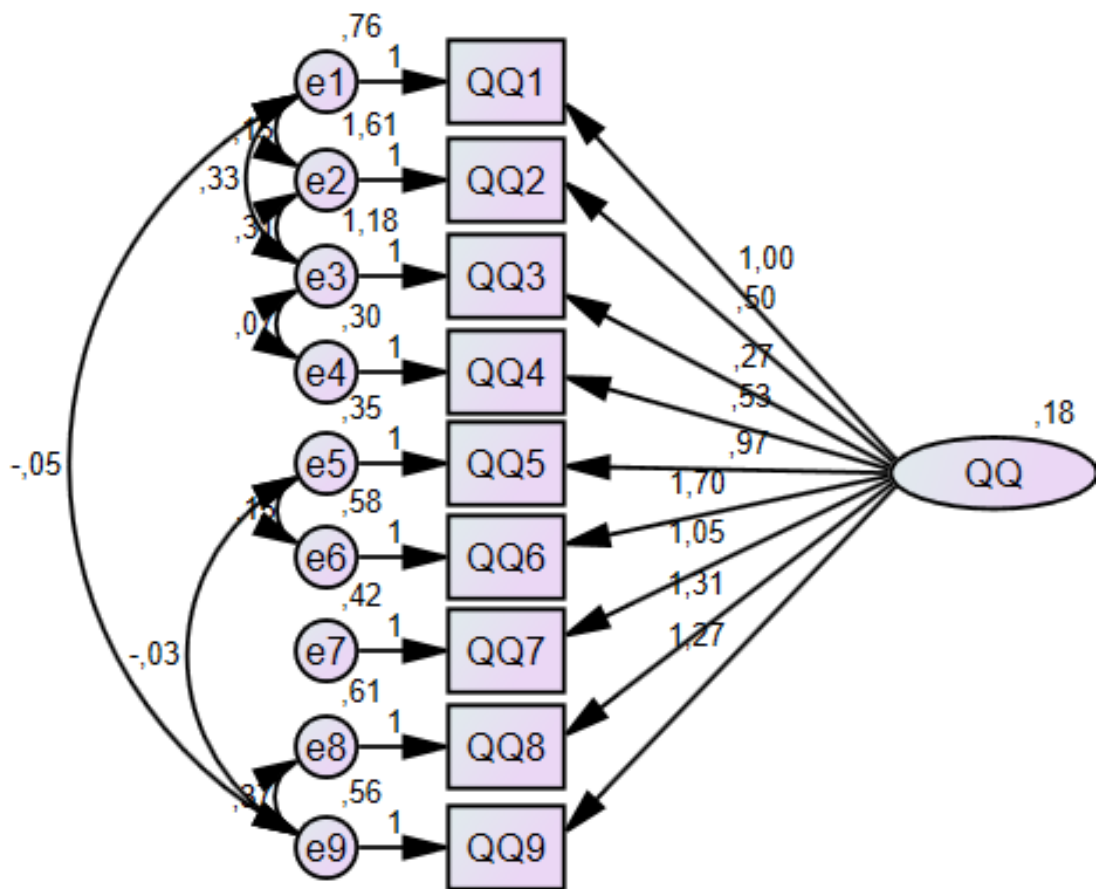 ,76
e1
1
QQ1
1,61
e2
1
QQ2
,33
1,18
e3
1
QQ3
,30
e4
1
QQ4
,35
e5
1
QQ5
,58
e6
1
QQ6
,42
e7
1
QQ7
,61
e8
1
QQ8
,56
e9
1
QQ9
-,05
-,03
1,00
,50
,27
,53
,97
1,70
1,05
1,31
1,27
,18
QQ